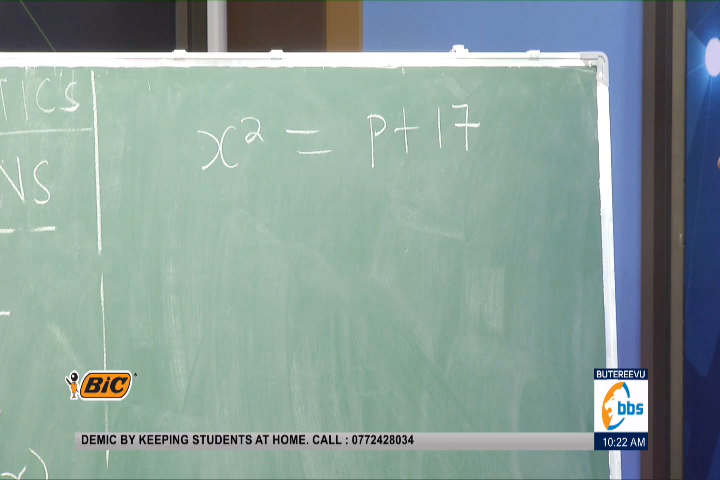 TICs
NS
x² = p + 17
BiC
BUTEREEVU
bbs
DEMIC BY KEEPING STUDENTS AT HOME. CALL : 0772428034
10:22 AM